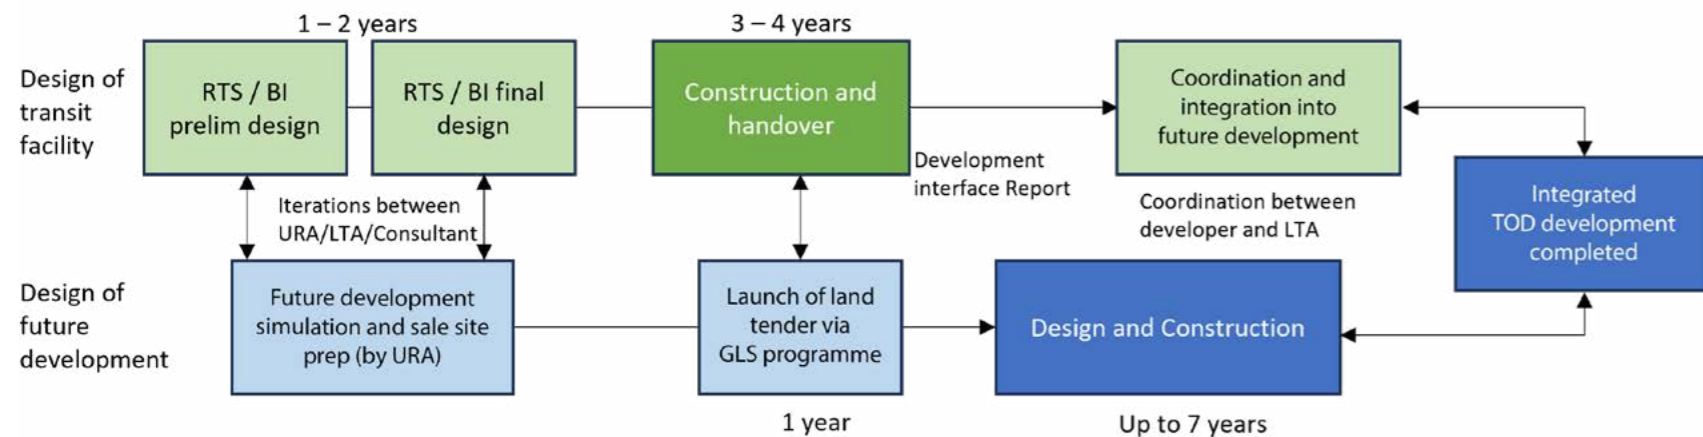 1 – 2 years
3 – 4 years
Design of
transit
facility
RTS / BI
prelim design
RTS / BI final
design
Construction and
handover
Coordination and
integration into
future development
Development
interface Report
Iterations between
URA/LTA/Consultant
Coordination between
developer and LTA
Integrated
TOD development
completed
Design of
future
development
Future development
simulation and sale site
prep (by URA)
Launch of land
tender via
GLS programme
Design and Construction
1 year
Up to 7 years